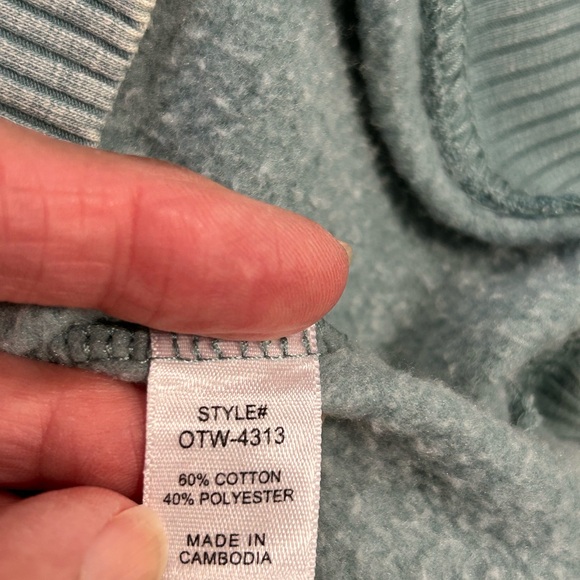 STYLE#
OTW-4313
60% COTTON
40% POLYESTER
MADE IN
CAMBODIA